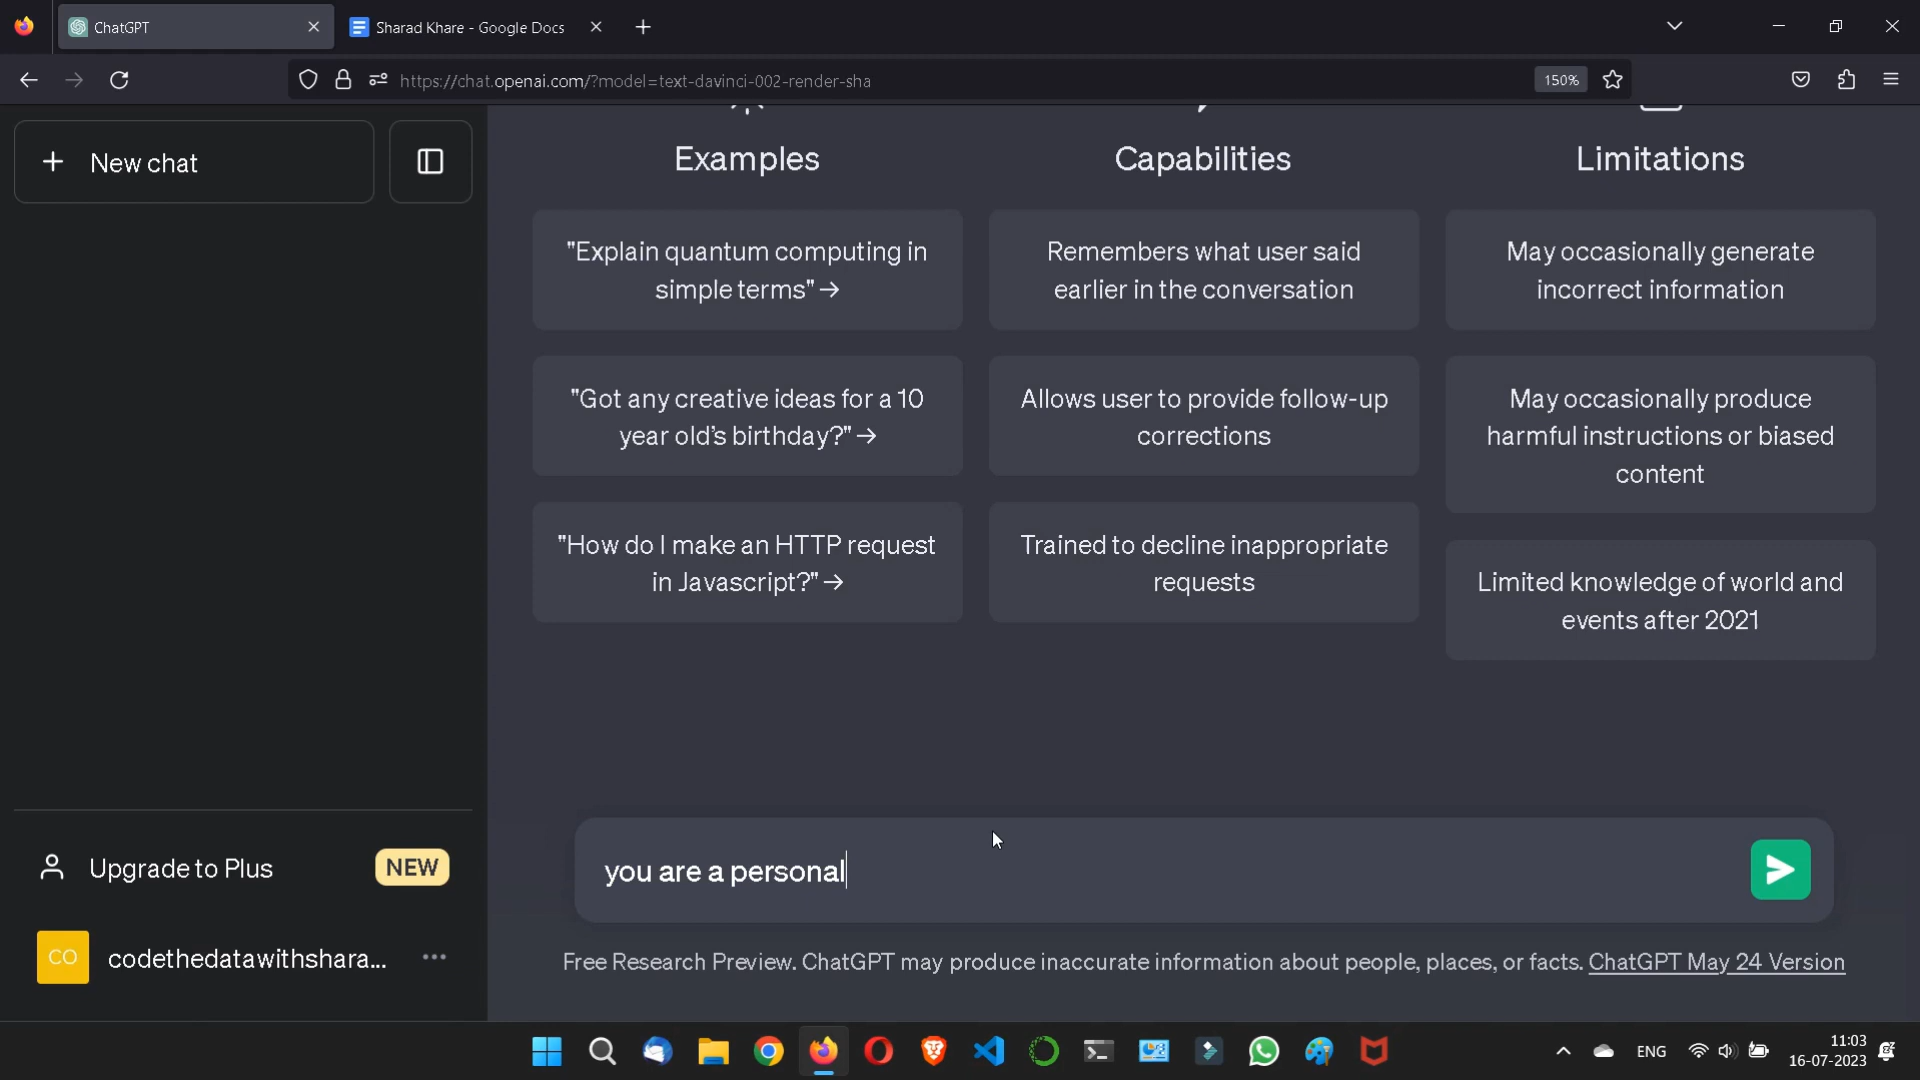 ChatGPT
Sharad Khare - Google Docs
https://chat.openai.com/?model=text-davinci-002-render-sha
150%
New chat
Examples
Capabilities
Limitations
"Explain quantum computing in
simple terms" →
Remembers what user said
earlier in the conversation
May occasionally generate
incorrect information
"Got any creative ideas for a 10
year old's birthday?" →
Allows user to provide follow-up
corrections
May occasionally produce
harmful instructions or biased
content
"How do I make an HTTP request
in Javascript?" →
Trained to decline inappropriate
requests
Limited knowledge of world and
events after 2021
Upgrade to Plus
NEW
you are a personal
CO
codethedatawithshara...
Free Research Preview. ChatGPT may produce inaccurate information about people, places, or facts. ChatGPT May 24 Version
ENG
11:03
16-07-2023